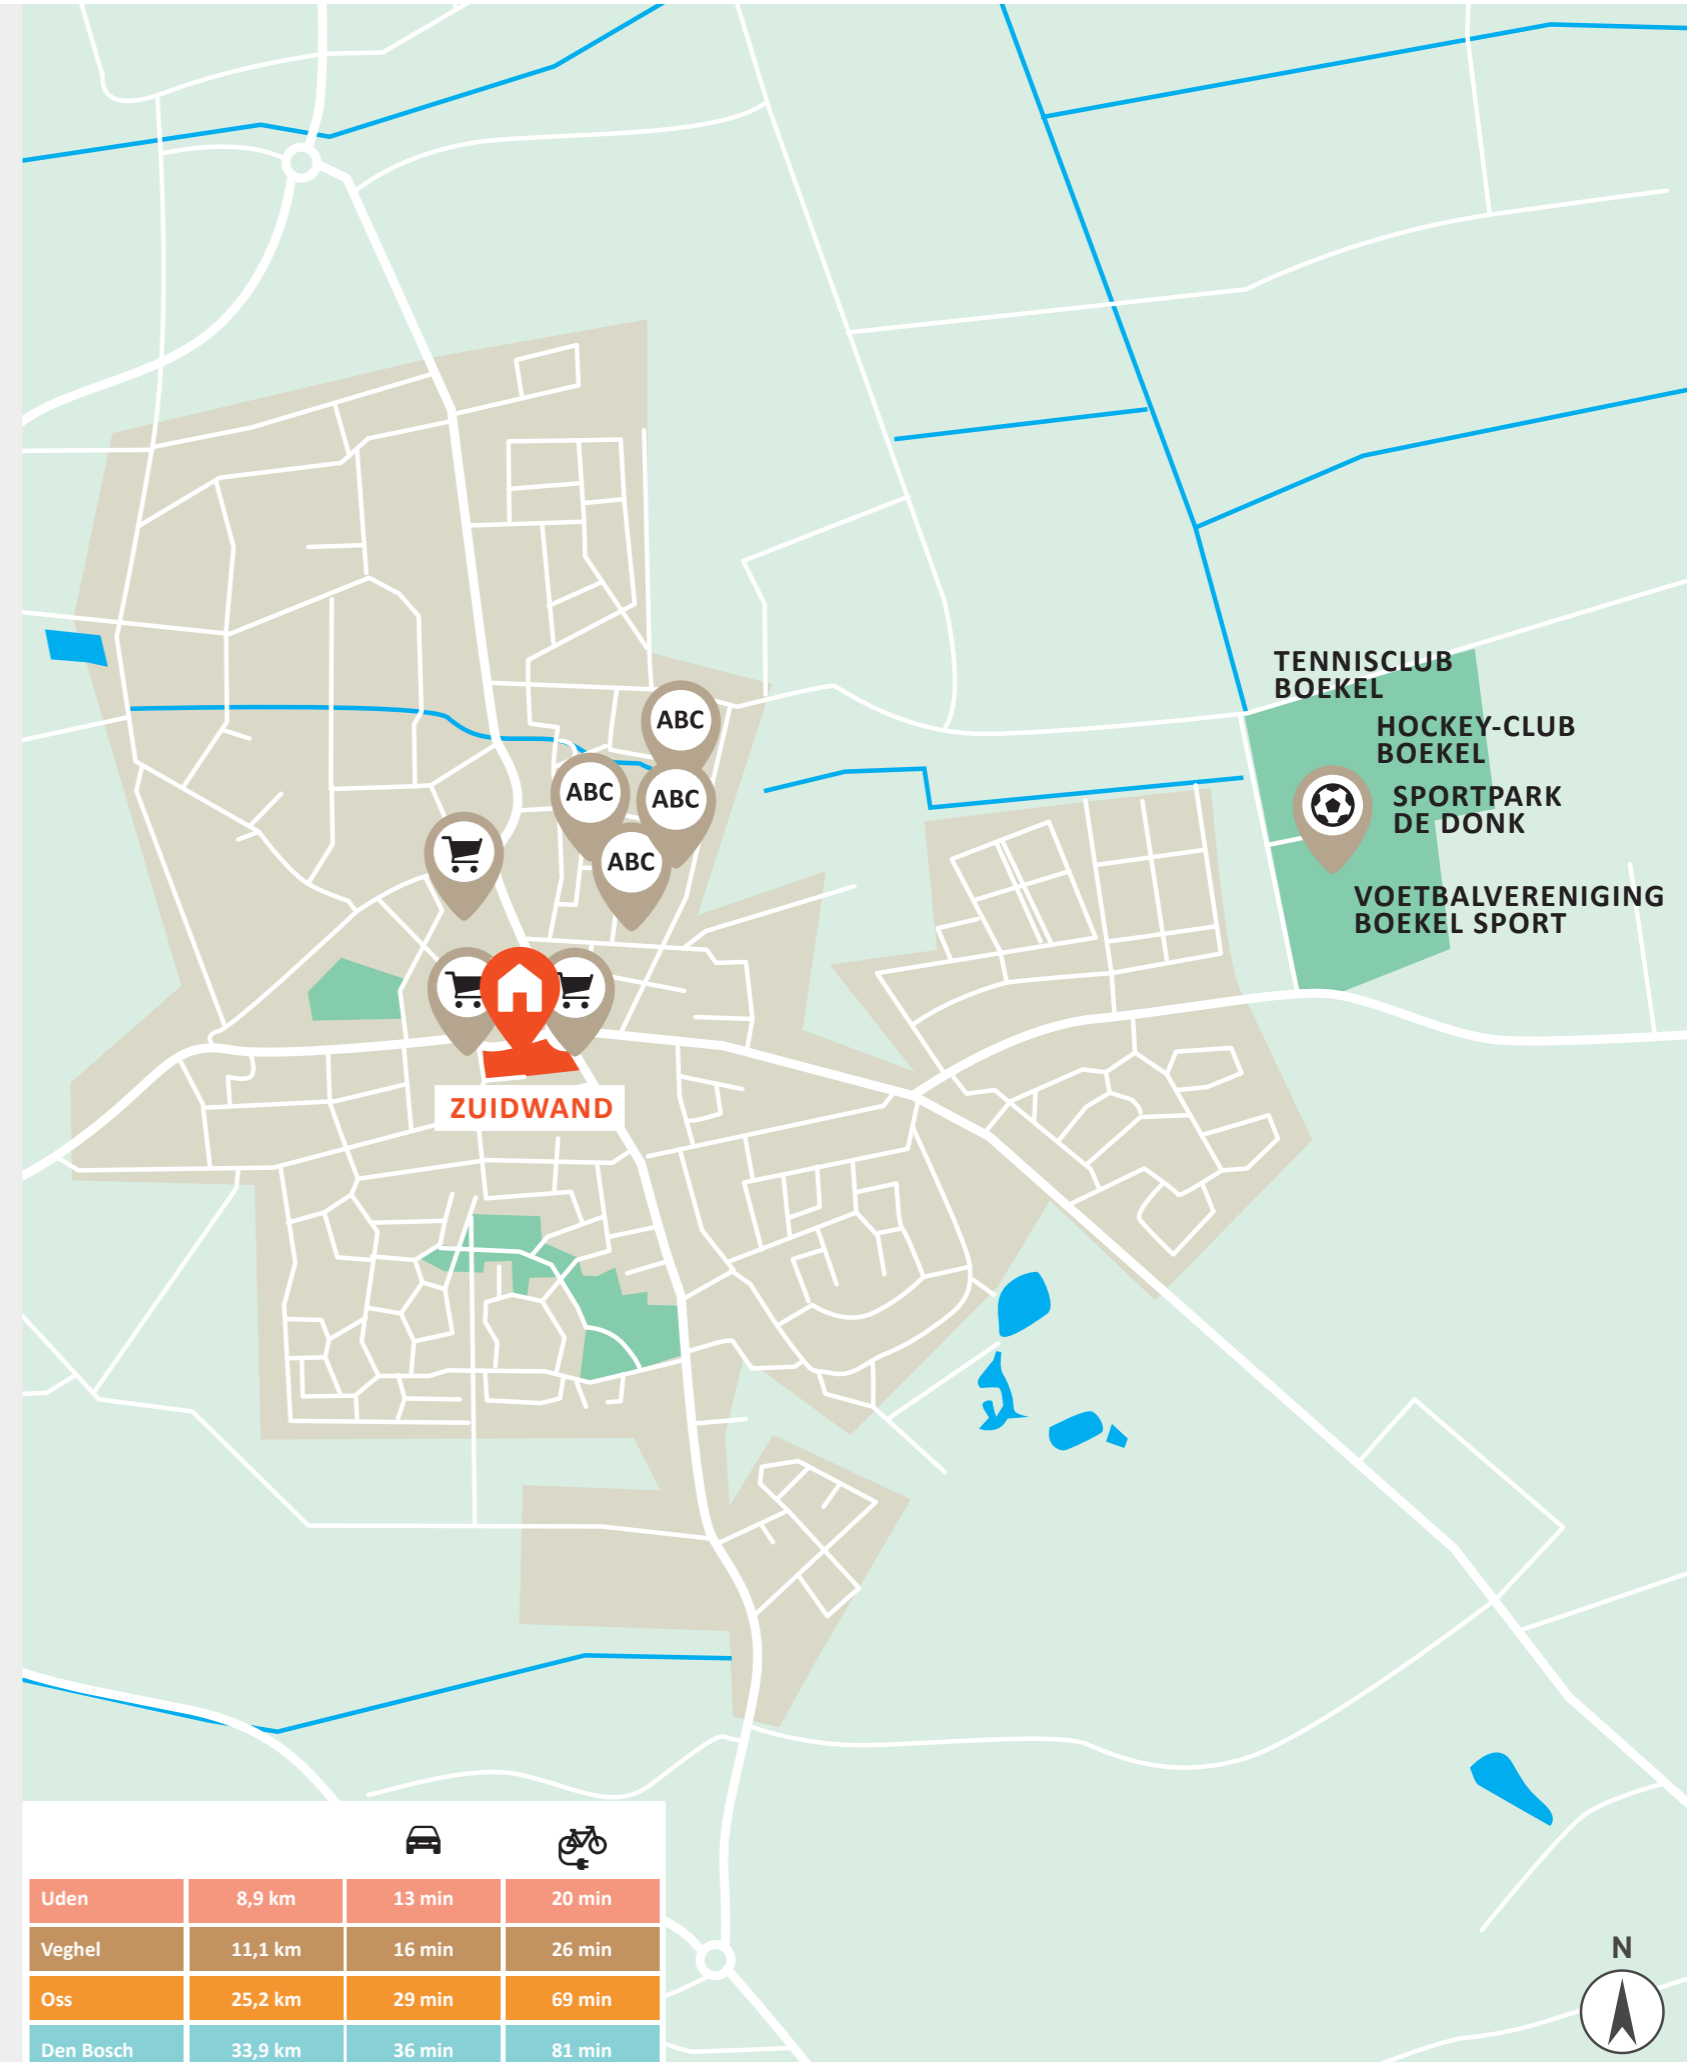 TENNISCLUB
BOEKEL
HOCKEY-CLUB
BOEKEL
SPORTPARK
DE DONK
VOETBALVERENIGING
BOEKEL SPORT
ABC
ABC
ABC
ABC
ZUIDWAND
Uden 8,9 km 13 min 20 min
Veghel 11,1 km 16 min 26 min
Oss 25,2 km 29 min 69 min
Den Bosch 33,9 km 36 min 81 min
N